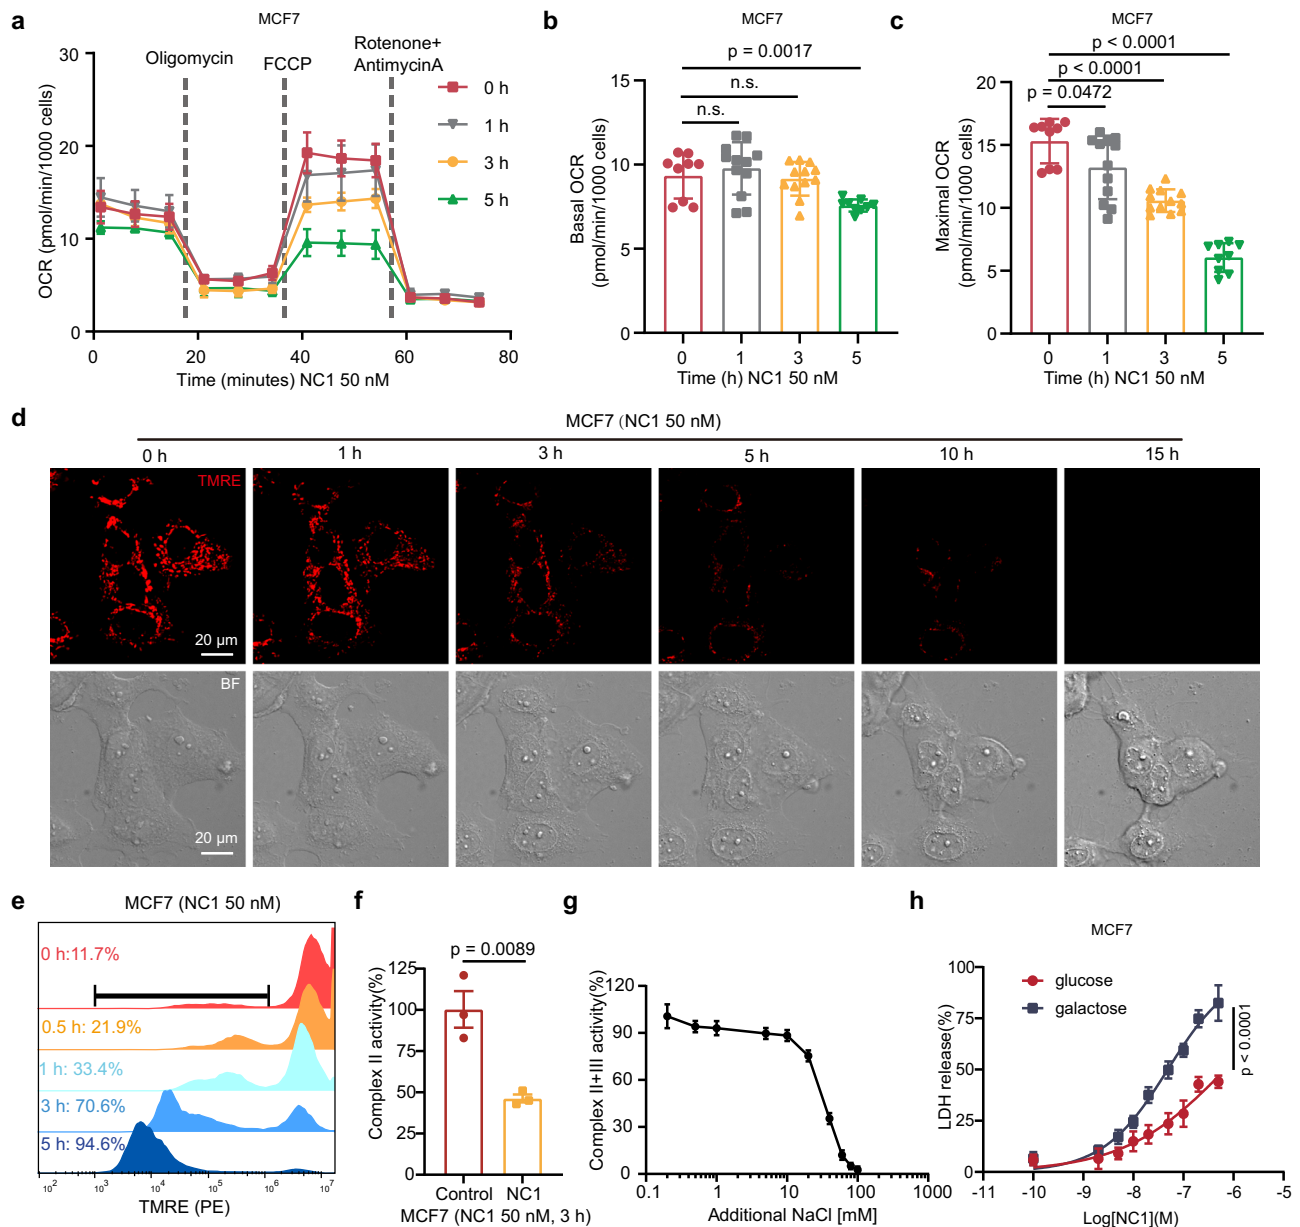 a
MCF7
30
20
10
0
OCR (pmol/min/1000 cells)
Oligomycin
FCCP
Rotenone+
AntimycinA
0 h
1 h
3 h
5 h
0 20 40 60 80
Time (minutes) NC1 50 nM
b
MCF7
p = 0.0017
n.s.
n.s.
15
10
5
0
Basal OCR
(pmol/min/1000 cells)
0 1 3 5
Time (h) NC1 50 nM
c
MCF7
p < 0.0001
p < 0.0001
p = 0.0472
20
15
10
5
0
Maximal OCR
(pmol/min/1000 cells)
0 1 3 5
Time (h) NC1 50 nM
d
MCF7 (NC1 50 nM)
0 h 1 h 3 h 5 h 10 h 15 h
TMRE
20 µm
BF
20 µm
e
MCF7 (NC1 50 nM)
0 h:11.7%
0.5 h: 21.9%
1 h: 33.4%
3 h: 70.6%
5 h: 94.6%
10² 10³ 10⁴ 10⁵ 10⁶ 10⁷
TMRE (PE)
f
p = 0.0089
125
100
75
50
25
0
Complex II activity(%)
Control NC1
MCF7 (NC1 50 nM, 3 h)
g
120
90
60
30
0
Complex II+III activity(%)
0.1 1 10 100 1000
Additional NaCl [mM]
h
MCF7
100
75
50
25
0
LDH release(%)
glucose
galactose
p < 0.0001
-11 -10 -9 -8 -7 -6 -5
Log[NC1](M)